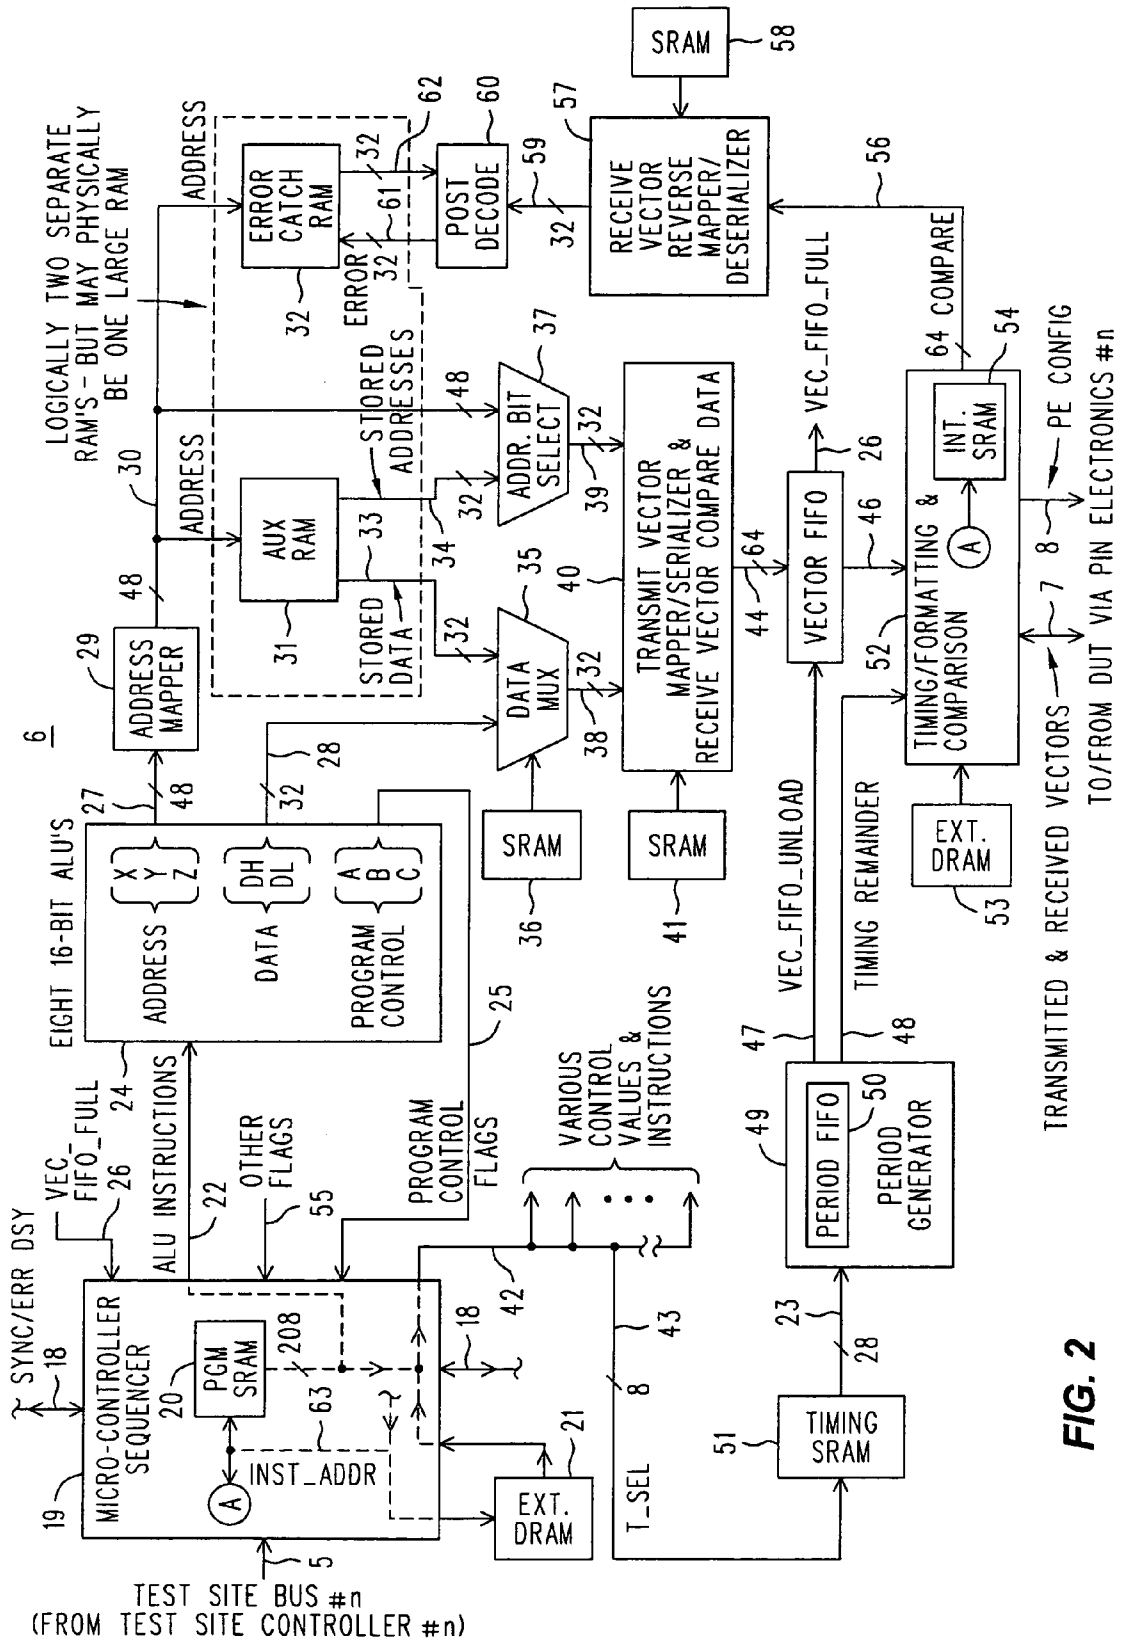 6
SYNC/ERR DSY
18
19
MICRO-CONTROLLER
SEQUENCER
20
PGM
SRAM
208
63
A
INST_ADDR
TEST SITE BUS #n
(FROM TEST SITE CONTROLLER #n)
5
VEC_
FIFO_FULL
26
ALU INSTRUCTIONS
22
OTHER
FLAGS
55
PROGRAM
CONTROL
FLAGS
25
18
EXT.
DRAM
21
42
VARIOUS
CONTROL
VALUES &
INSTRUCTIONS
43
8
T_SEL
EIGHT 16-BIT ALU'S
24
ADDRESS
X
Y
Z
DATA
DH
DL
PROGRAM
CONTROL
A
B
C
27
48
32
28
29
ADDRESS
MAPPER
48
30
LOGICALLY TWO SEPARATE
RAM'S - BUT MAY PHYSICALLY
BE ONE LARGE RAM
ADDRESS
ADDRESS
AUX
RAM
31
STORED
DATA
33
34
STORED
ADDRESSES
ERROR
CATCH
RAM
32
ERROR
32
61
32
62
POST
DECODE
60
32
59
57
RECEIVE
VECTOR
REVERSE
MAPPER/
DESERIALIZER
SRAM
58
56
32
DATA
MUX
35
SRAM
36
38
32
32
48
ADDR. BIT
SELECT
37
39
32
40
TRANSMIT VECTOR
MAPPER/SERIALIZER &
RECEIVE VECTOR COMPARE DATA
SRAM
41
44
64
VECTOR FIFO
26
VEC_FIFO_FULL
46
VEC_FIFO_UNLOAD
47
TIMING REMAINDER
48
49
PERIOD FIFO
50
PERIOD
GENERATOR
23
28
51
TIMING
SRAM
52
TIMING/FORMATTING &
COMPARISON
A
INT.
SRAM
54
64
COMPARE
EXT.
DRAM
53
8
PE CONFIG
7
TRANSMITTED & RECEIVED VECTORS
TO/FROM DUT VIA PIN ELECTRONICS #n
FIG. 2